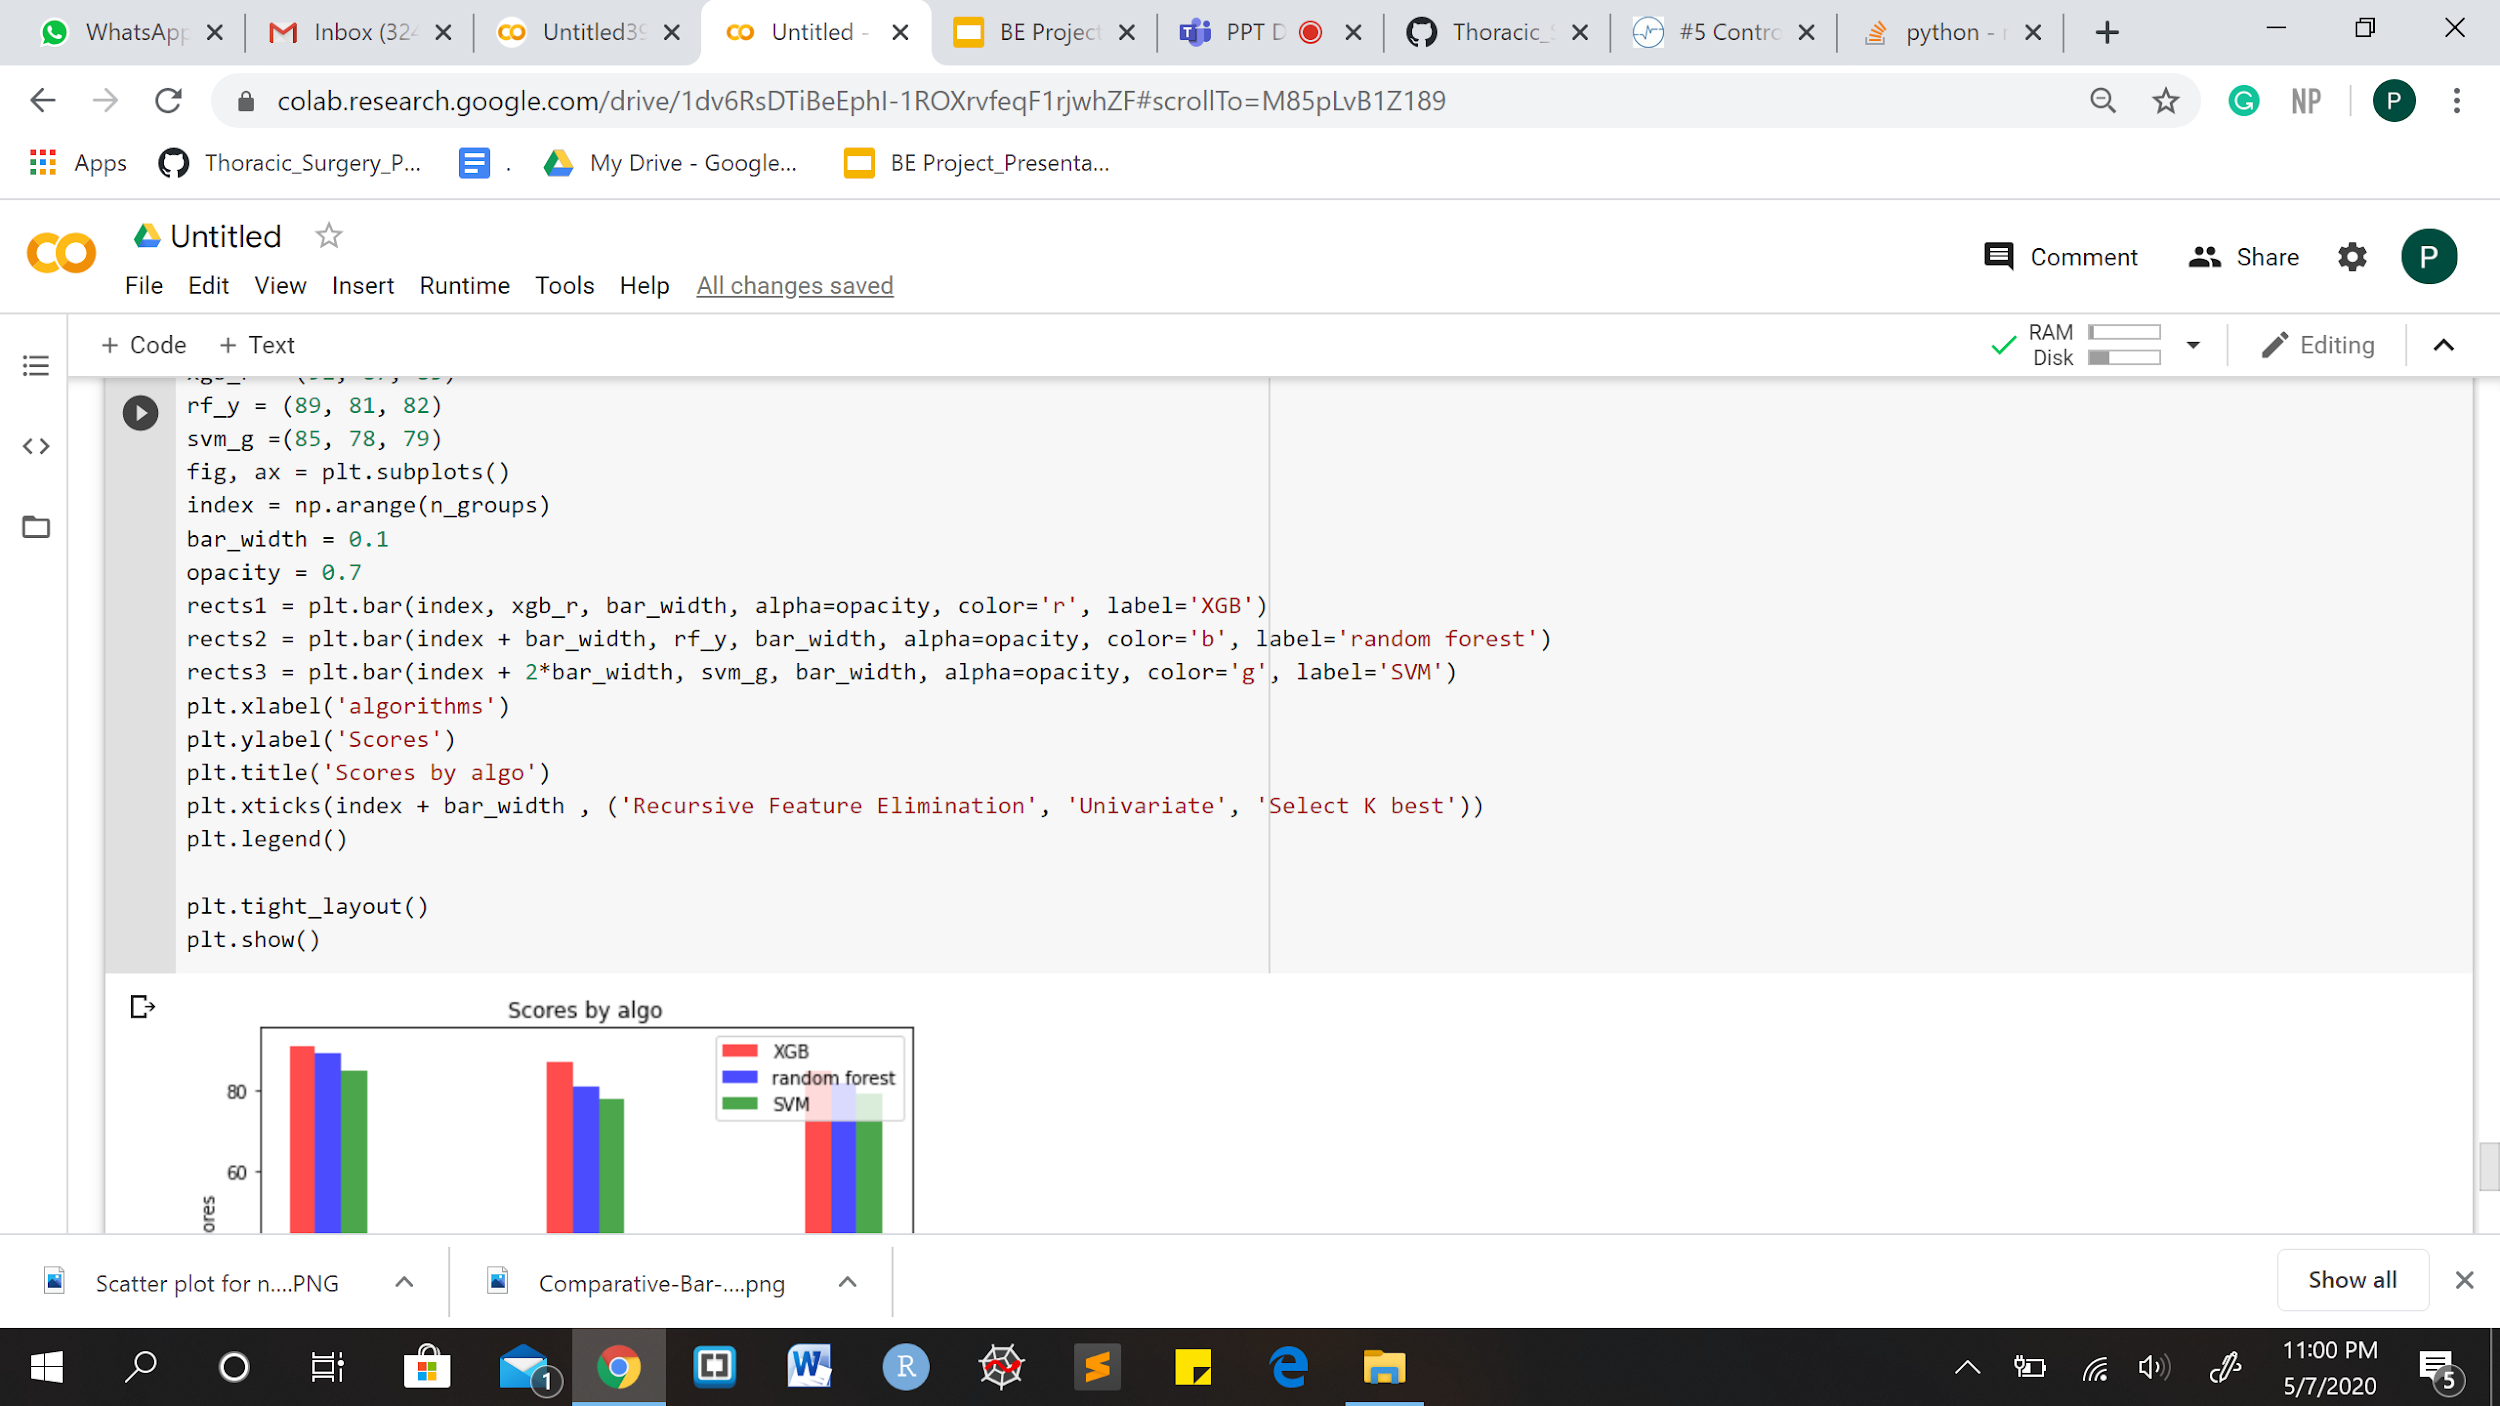 WhatsApp
Inbox (324
Untitled39
Untitled -
BE Project
PPT D
Thoracic_S
#5 Contro
python - r
colab.research.google.com/drive/1dv6RsDTiBeEphI-1ROXrvfeqF1rjwhZF#scrollTo=M85pLvB1Z189
NP
P
Apps
Thoracic_Surgery_P...
.
My Drive - Google...
BE Project_Presenta...
Untitled
Comment
Share
P
File Edit View Insert Runtime Tools Help All changes saved
+ Code + Text
RAM
Disk
Editing
rf_y = (89, 81, 82)
svm_g =(85, 78, 79)
fig, ax = plt.subplots()
index = np.arange(n_groups)
bar_width = 0.1
opacity = 0.7
rects1 = plt.bar(index, xgb_r, bar_width, alpha=opacity, color='r', label='XGB')
rects2 = plt.bar(index + bar_width, rf_y, bar_width, alpha=opacity, color='b', label='random forest')
rects3 = plt.bar(index + 2*bar_width, svm_g, bar_width, alpha=opacity, color='g', label='SVM')
plt.xlabel('algorithms')
plt.ylabel('Scores')
plt.title('Scores by algo')
plt.xticks(index + bar_width , ('Recursive Feature Elimination', 'Univariate', 'Select K best'))
plt.legend()
plt.tight_layout()
plt.show()
Scores by algo
XGB
random forest
SVM
80
60
ores
Scatter plot for n....PNG
Comparative-Bar-....png
Show all
1
W
R
11:00 PM
5/7/2020
5